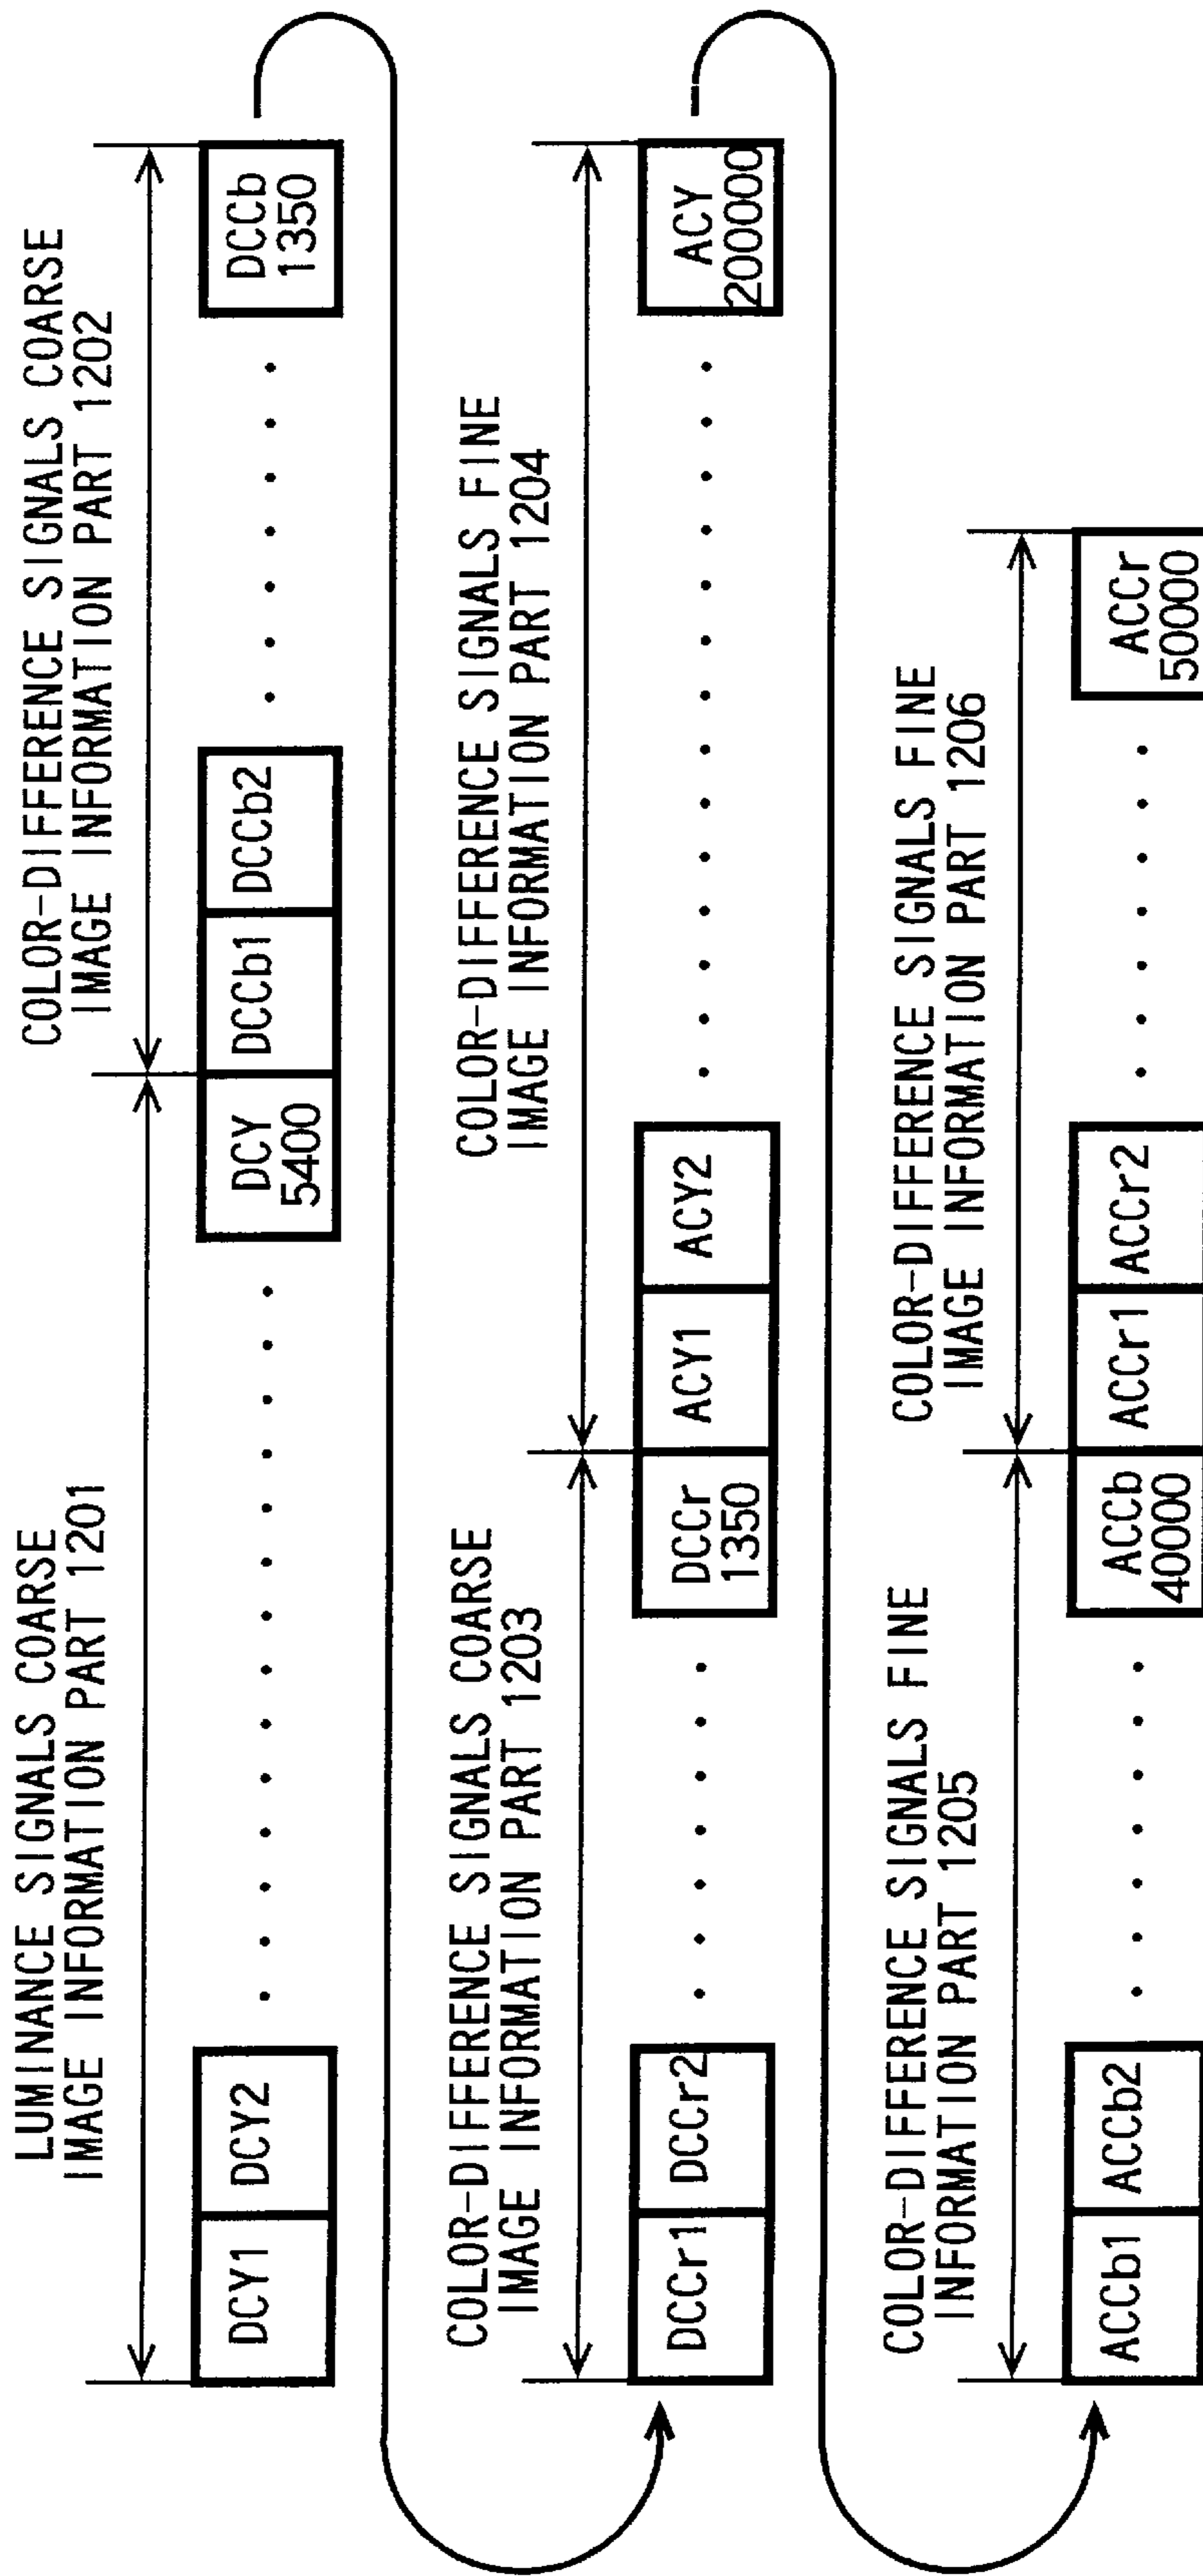 LUMINANCE SIGNALS COARSE
IMAGE INFORMATION PART 1201
COLOR-DIFFERENCE SIGNALS COARSE
IMAGE INFORMATION PART 1202
DCY1
DCY2
DCY
5400
DCCb1
DCCb2
DCCb
1350
COLOR-DIFFERENCE SIGNALS COARSE
IMAGE INFORMATION PART 1203
COLOR-DIFFERENCE SIGNALS FINE
IMAGE INFORMATION PART 1204
DCCr1
DCCr2
DCCr
1350
ACY1
ACY2
ACY
200000
COLOR-DIFFERENCE SIGNALS FINE
INFORMATION PART 1205
COLOR-DIFFERENCE SIGNALS FINE
IMAGE INFORMATION PART 1206
ACCb1
ACCb2
ACCb
40000
ACCr1
ACCr2
ACCr
50000